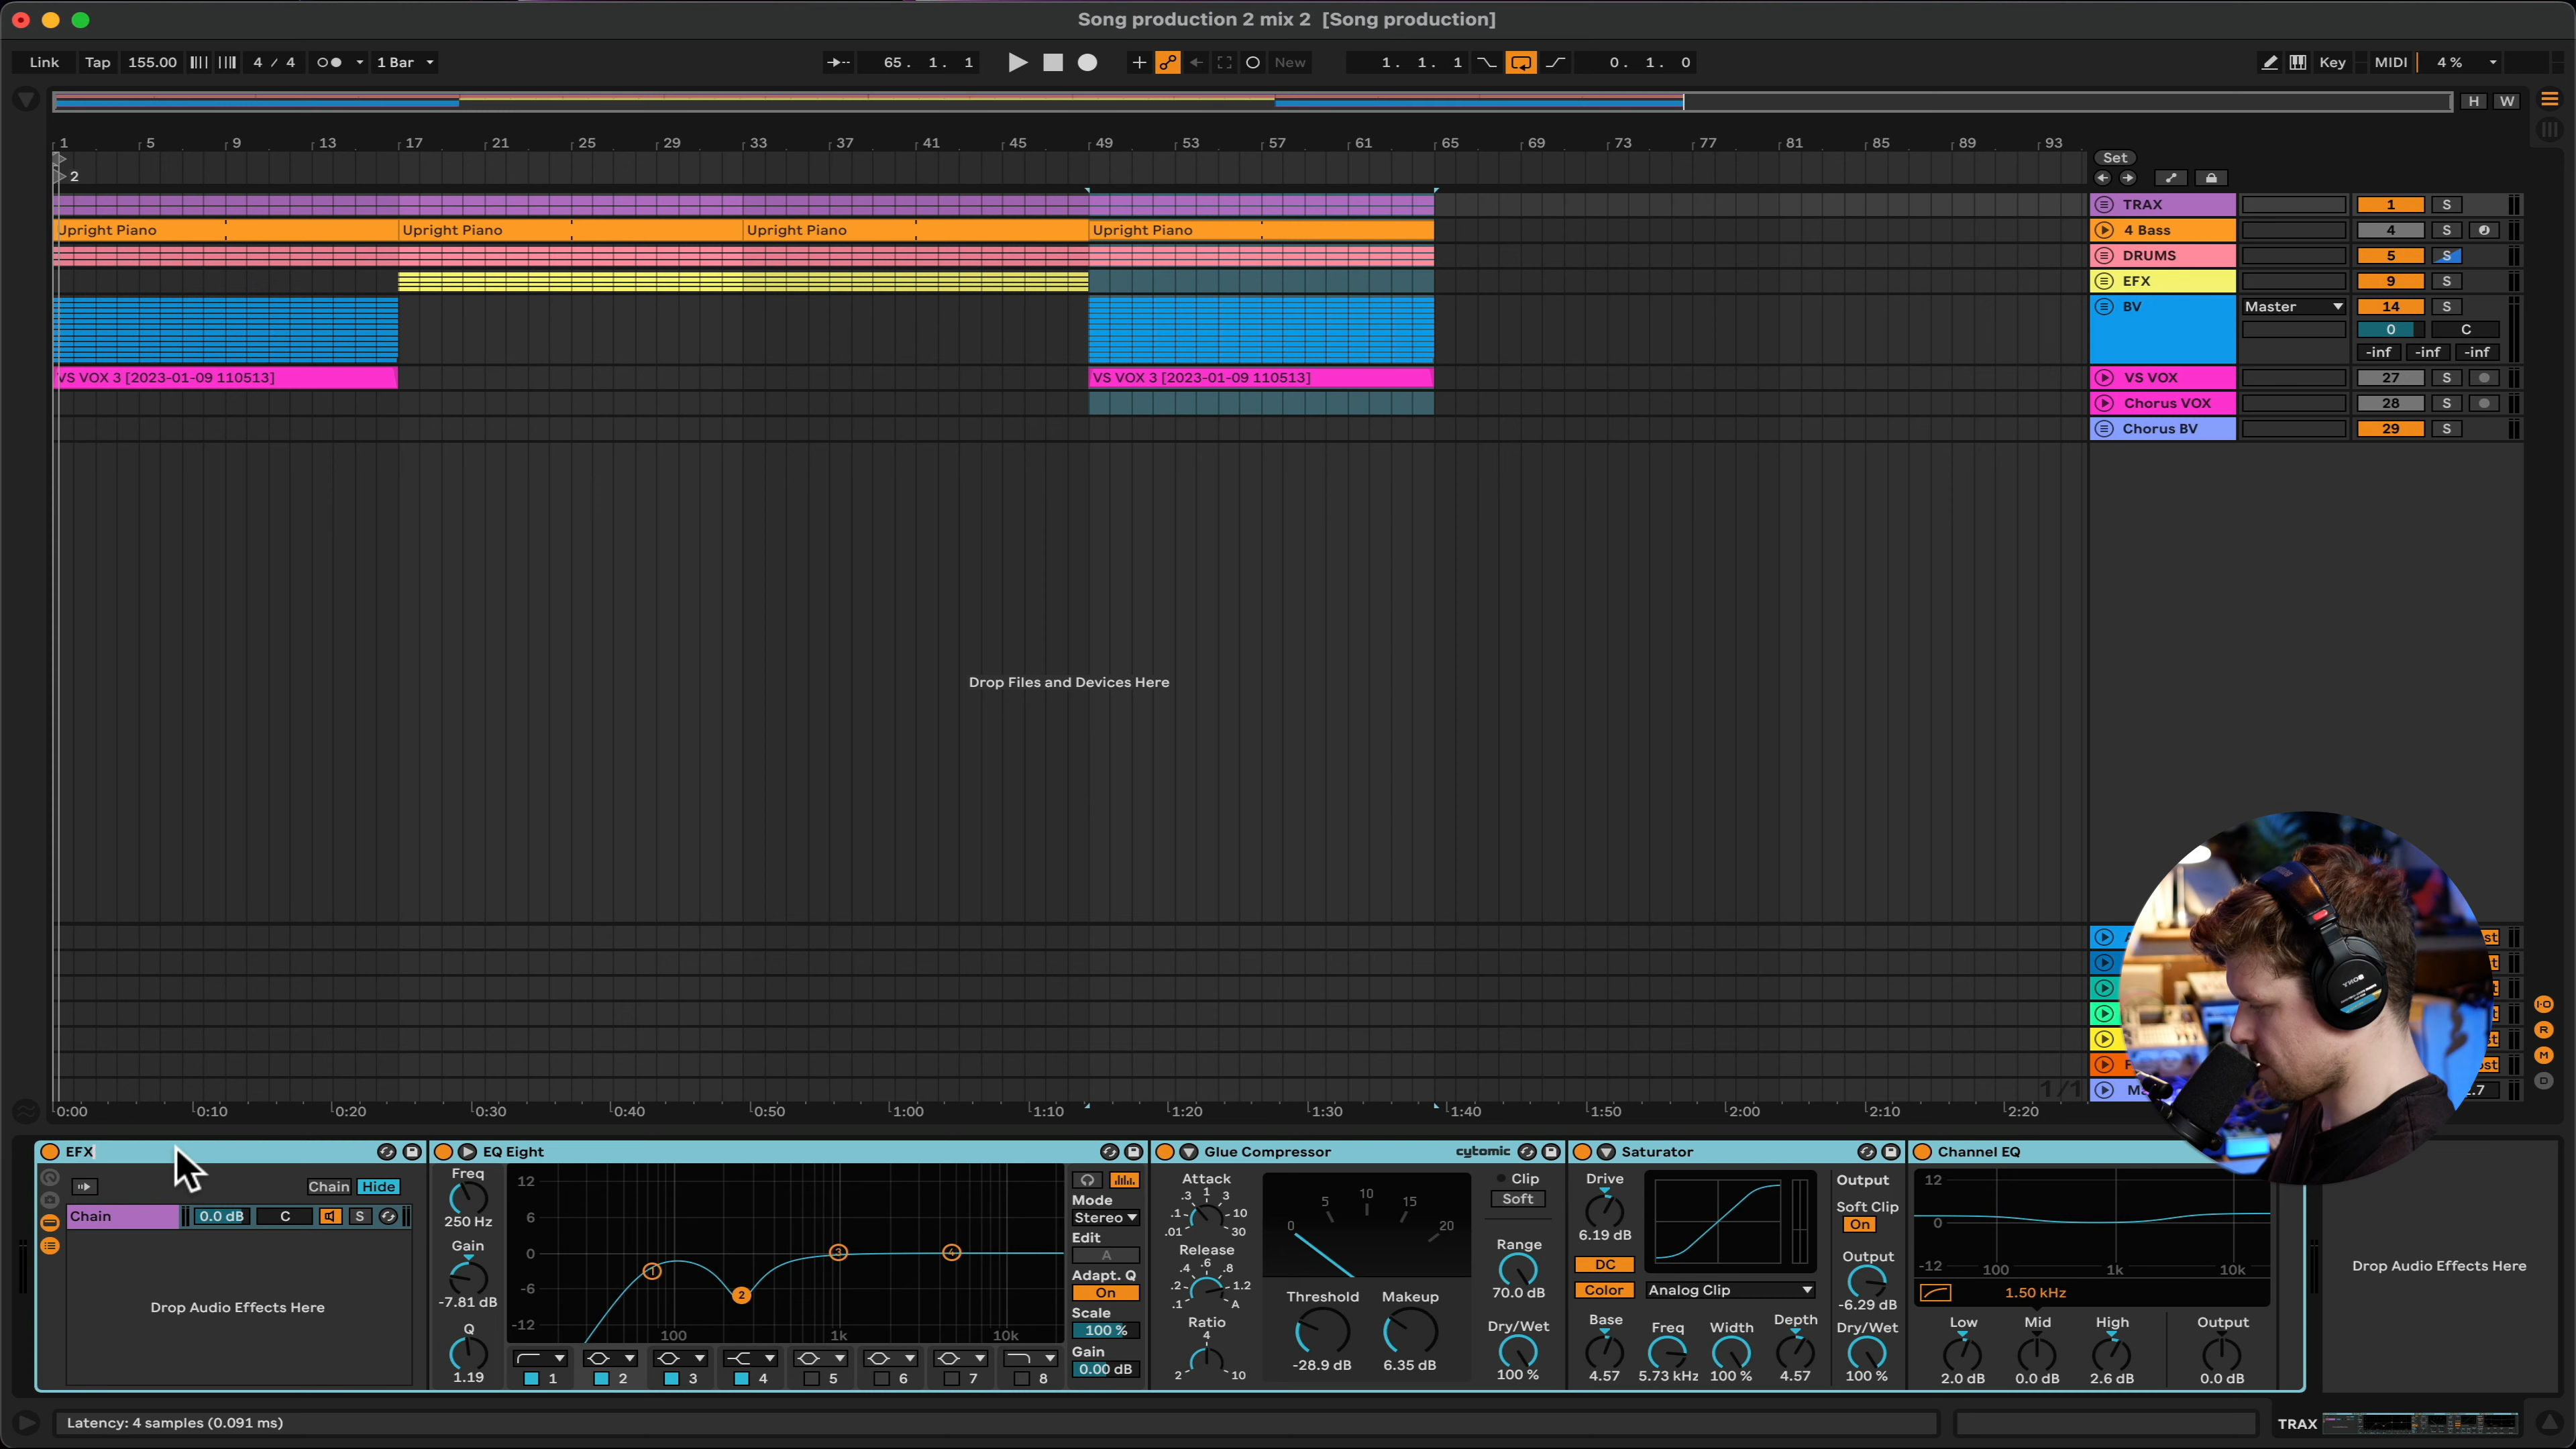 Song production 2 mix 2 [Song production]
Link Tap 155.00 4 / 4 1 Bar 65. 1. 1 New 1. 1. 1 0. 1. 0 Key MIDI 4 %
H W
1 5 9 13 17 21 25 29 33 37 41 45 49 53 57 61 65 69 73 77 81 85 89 93
Set
2
TRAX 1 S
Upright Piano Upright Piano Upright Piano Upright Piano 4 Bass 4 S
DRUMS 5 S
EFX 9 S
BV Master 14 S
0 C
-inf -inf -inf
VS VOX 3 [2023-01-09 110513] VS VOX 3 [2023-01-09 110513] VS VOX 27 S
Chorus VOX 28 S
Chorus BV 29 S
Drop Files and Devices Here
I-O
R
M
D
1/1
0:00 0:10 0:20 0:30 0:40 0:50 1:00 1:10 1:20 1:30 1:40 1:50 2:00 2:10 2:20
EFX
Chain Hide
Chain 0.0 dB C S
Drop Audio Effects Here
EQ Eight
Freq
250 Hz
Gain
-7.81 dB
Q
1.19
12
6
0
-6
-12
100 1k 10k
1 2 3 4
1 2 3 4 5 6 7 8
Mode
Stereo
Edit
A
Adapt. Q
On
Scale
100 %
Gain
0.00 dB
Glue Compressor cytomic
Attack
.01 .1 .3 1 3 10 30
Release
.1 .2 .4 .6 .8 1.2 A
Ratio
2 4 10
0 5 10 15 20
Threshold Makeup
-28.9 dB 6.35 dB
Clip
Soft
Range
70.0 dB
Dry/Wet
100 %
Saturator
Drive
6.19 dB
DC
Color Analog Clip
Base Freq Width Depth
4.57 5.73 kHz 100 % 4.57
Output
Soft Clip
On
Output
-6.29 dB
Dry/Wet
100 %
Channel EQ
12
0
-12 100 1k 10k
1.50 kHz
Low Mid High Output
2.0 dB 0.0 dB 2.6 dB 0.0 dB
Drop Audio Effects Here
Latency: 4 samples (0.091 ms)
TRAX